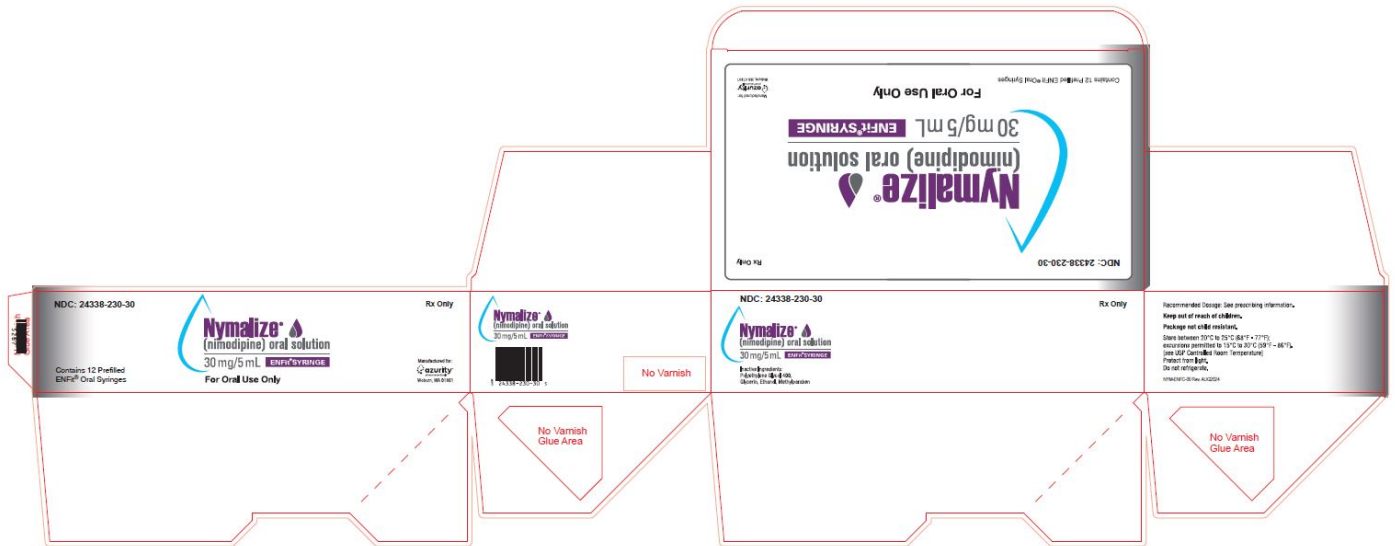 Manufactured for:
azurity
Woburn, MA 01801
Contains 12 Prefilled ENFit® Oral Syringes
For Oral Use Only
30 mg/5 mL ENFit® SYRINGE
(nimodipine) oral solution
Nymalize®
Rx Only
NDC: 24338-230-30
NDC: 24338-230-30
Rx Only
Nymalize®
(nimodipine) oral solution
30 mg/5 mL ENFit® SYRINGE
For Oral Use Only
Contains 12 Prefilled
ENFit® Oral Syringes
Manufactured for:
azurity
Woburn, MA 01801
Nymalize®
(nimodipine) oral solution
30 mg/5 mL ENFit® SYRINGE
3 24338-230-30
No Varnish
No Varnish
Glue Area
NDC: 24338-230-30
Rx Only
Nymalize®
(nimodipine) oral solution
30 mg/5 mL ENFit® SYRINGE
Inactive Ingredients:
Polyethylene Glycol 400,
Glycerin, Ethanol, Methylparaben
Recommended Dosage: See prescribing information.
Keep out of reach of children.
Package not child resistant.
Store between 20°C to 25°C (68°F - 77°F);
excursions permitted to 15°C to 30°C (59°F - 86°F).
(see USP Controlled Room Temperature)
Protect from light.
Do not refrigerate.
No Varnish
Glue Area